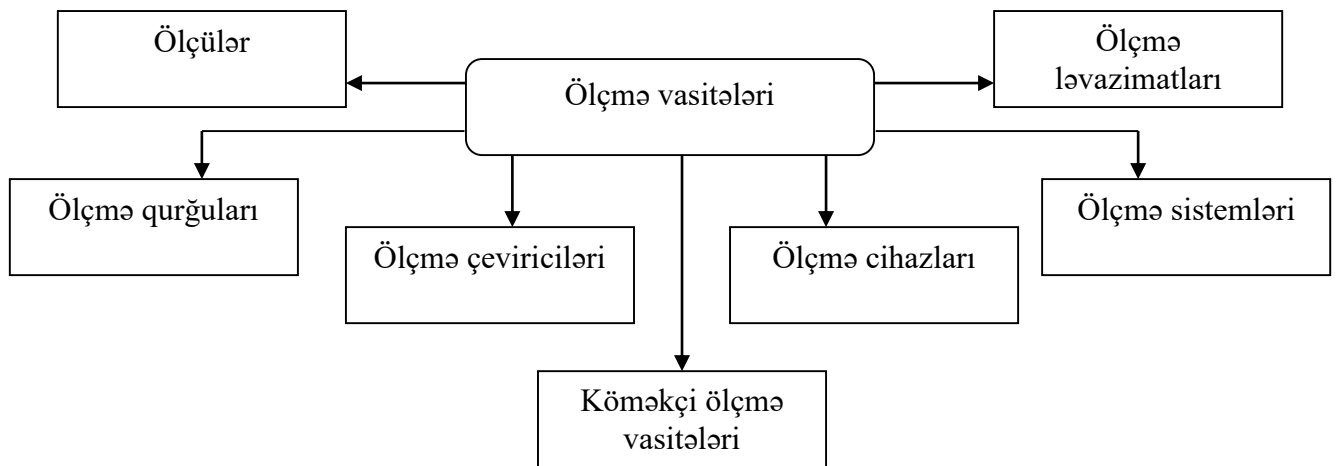 Ölçülər
Ölçmə
ləvazimatları
Ölçmə vasitələri
Ölçmə qurğuları
Ölçmə sistemləri
Ölçmə çeviriciləri
Ölçmə cihazları
Köməkçi ölçmə
vasitələri